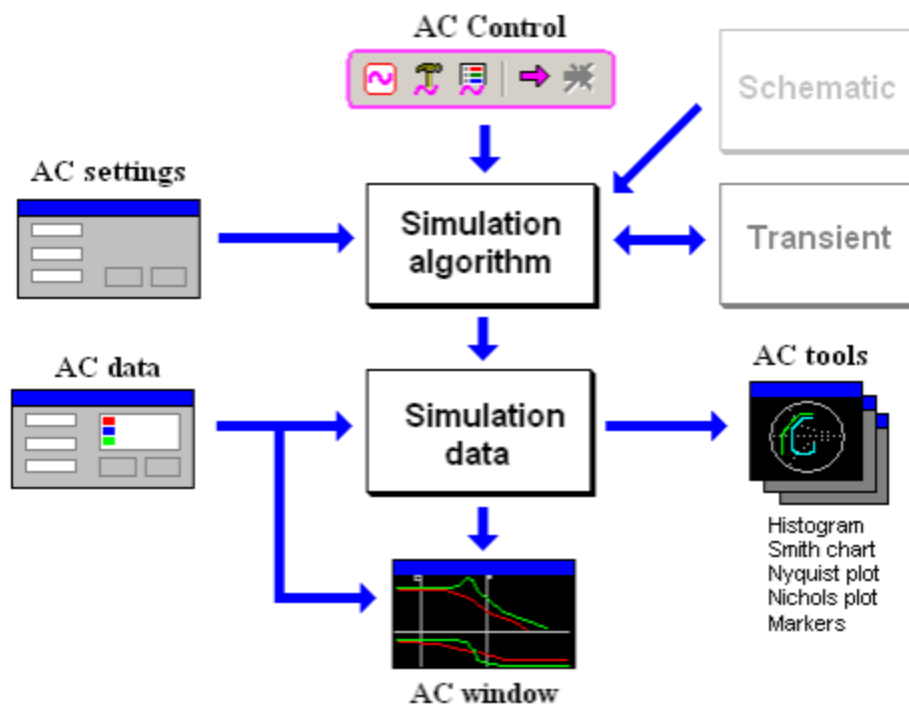 AC Control
Schematic
AC settings
Simulation
algorithm
Transient
AC data
Simulation
data
AC tools
Histogram
Smith chart
Nyquist plot
Nichols plot
Markers
AC window